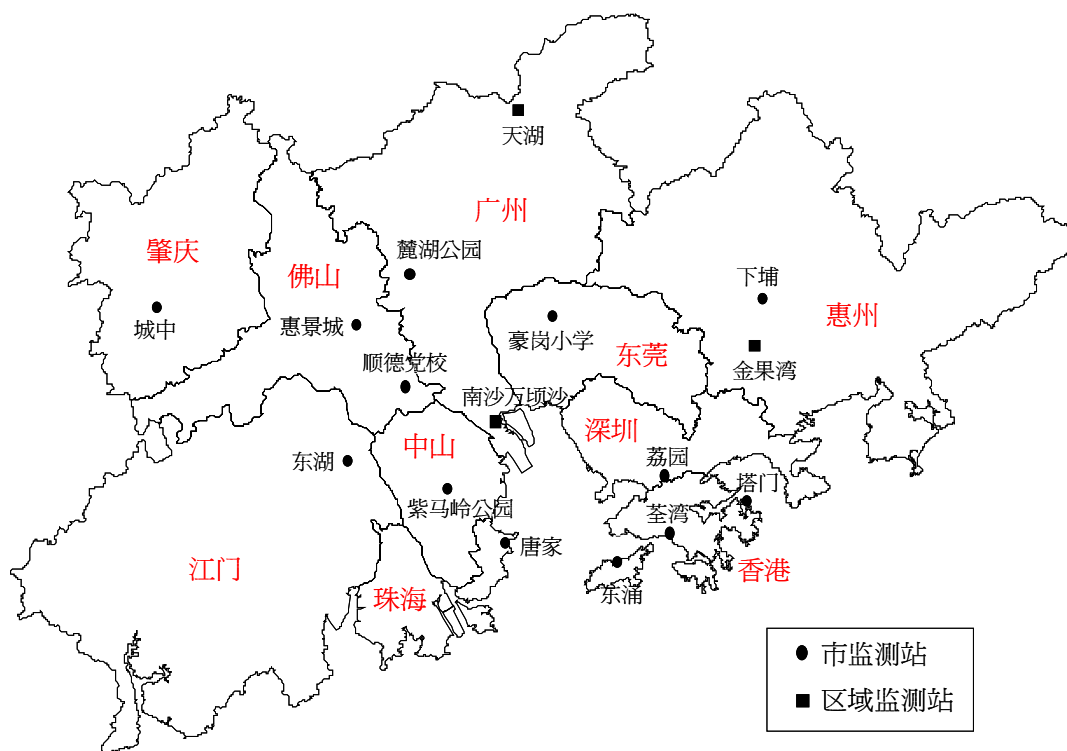 天湖
广州
肇庆
麓湖公园
佛山
下埔
惠州
城中
惠景城
豪岗小学
东莞
金果湾
顺德党校
南沙万顷沙
深圳
中山
东湖
荔园
塔门
紫马岭公园
荃湾
唐家
江门
香港
珠海
东涌
市监测站
区域监测站